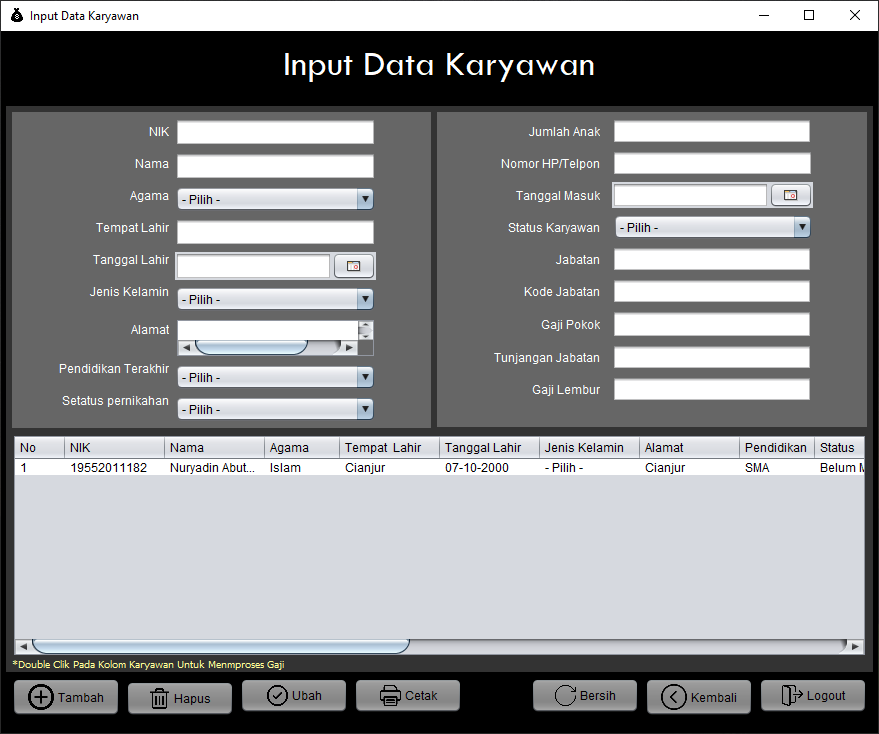 Input Data Karyawan
Input Data Karyawan
NIK
Nama
Agama
- Pilih -
Tempat Lahir
Tanggal Lahir
Jenis Kelamin
- Pilih -
Alamat
Pendidikan Terakhir
- Pilih -
Setatus pernikahan
- Pilih -
Jumlah Anak
Nomor HP/Telpon
Tanggal Masuk
Status Karyawan
- Pilih -
Jabatan
Kode Jabatan
Gaji Pokok
Tunjangan Jabatan
Gaji Lembur
No NIK Nama Agama Tempat Lahir Tanggal Lahir Jenis Kelamin Alamat Pendidikan Status
1 19552011182 Nuryadin Abut... Islam Cianjur 07-10-2000 - Pilih - Cianjur SMA Belum M
*Double Clik Pada Kolom Karyawan Untuk Menmproses Gaji
Tambah Hapus Ubah Cetak Bersih Kembali Logout